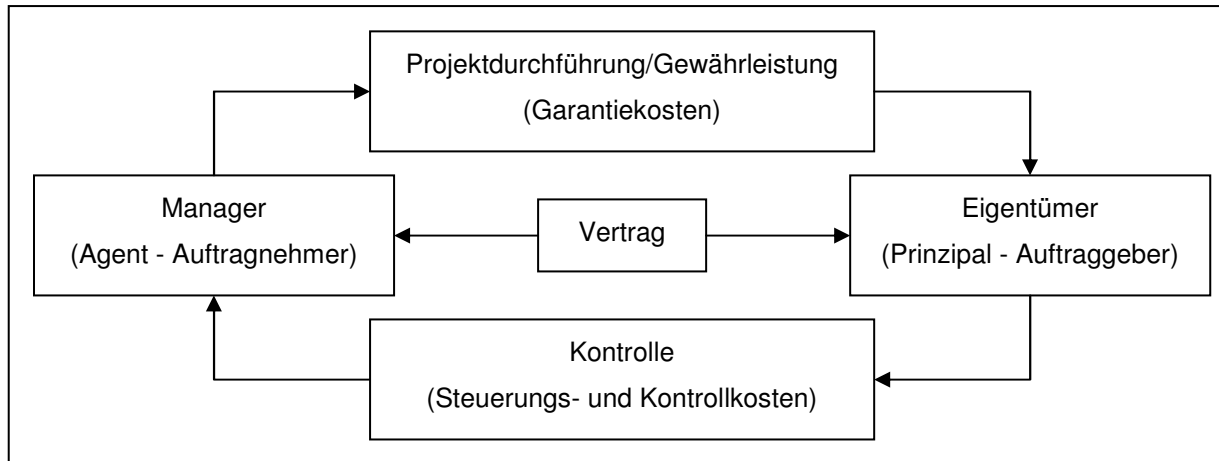 Projektdurchführung/Gewährleistung
(Garantiekosten)
Manager
(Agent - Auftragnehmer)
Vertrag
Eigentümer
(Prinzipal - Auftraggeber)
Kontrolle
(Steuerungs- und Kontrollkosten)